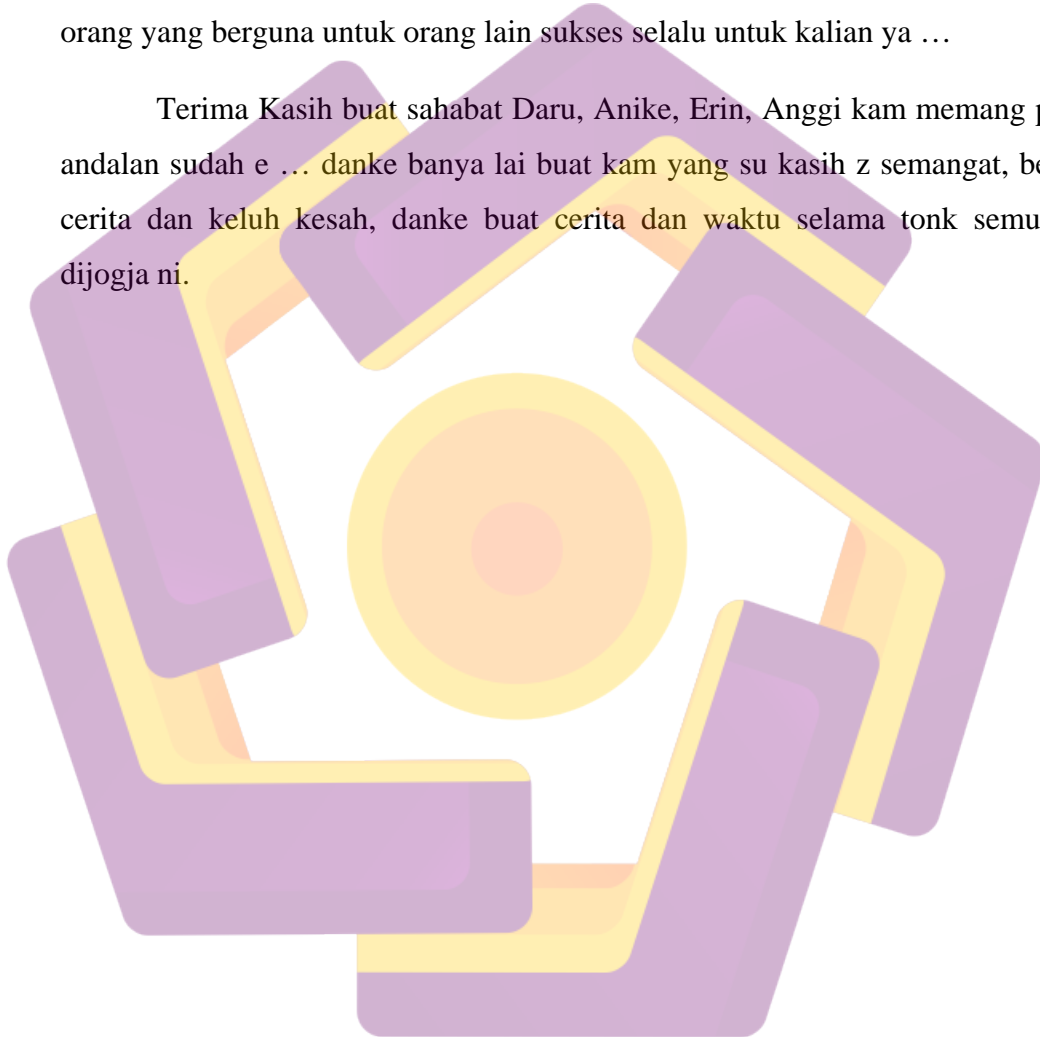 orang yang berguna untuk orang lain sukses selalu untuk kalian ya …
Terima Kasih buat sahabat Daru, Anike, Erin, Anggi kam memang
andalan sudah e … danke banya lai buat kam yang su kasih z semangat,
cerita dan keluh kesah, danke buat cerita dan waktu selama tonk
dijogja ni.